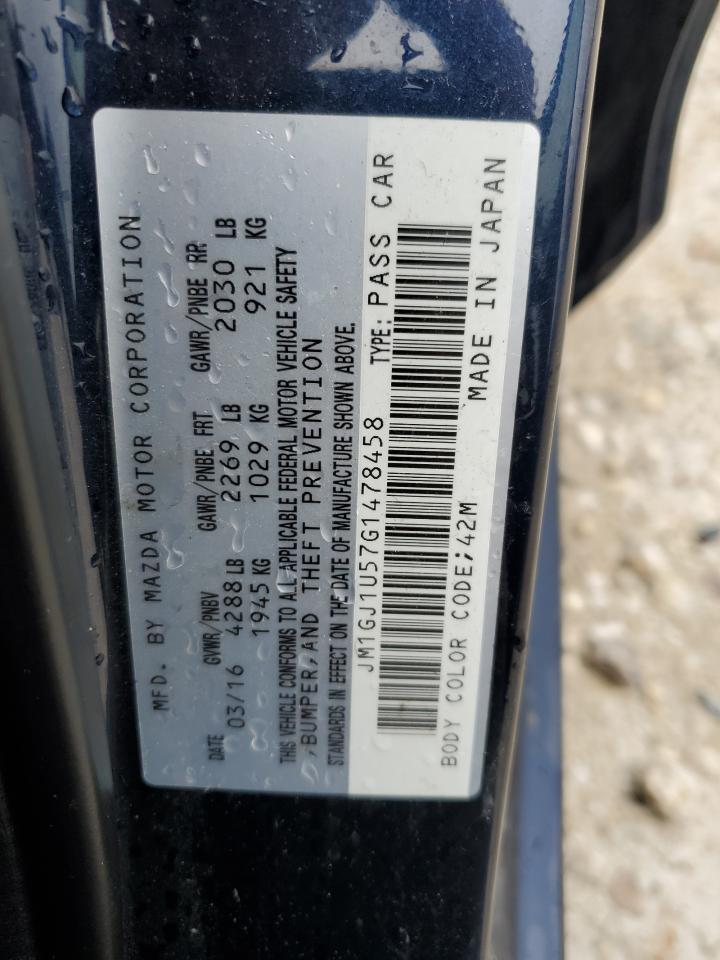 MFD. BY MAZDA MOTOR CORPORATION
DATE GVWR/PNBV GAWR/PNBE FRT GAWR/PNBE RR
03/16 4288 LB 2269 LB 2030 LB
1945 KG 1029 KG 921 KG
THIS VEHICLE CONFORMS TO ALL APPLICABLE FEDERAL MOTOR VEHICLE SAFETY
,BUMPER,AND THEFT PREVENTION
STANDARDS IN EFFECT ON THE DATE OF MANUFACTURE SHOWN ABOVE.
JM1GJ1U57G1478458 TYPE: PASS CAR
BODY COLOR CODE;42M MADE IN JAPAN